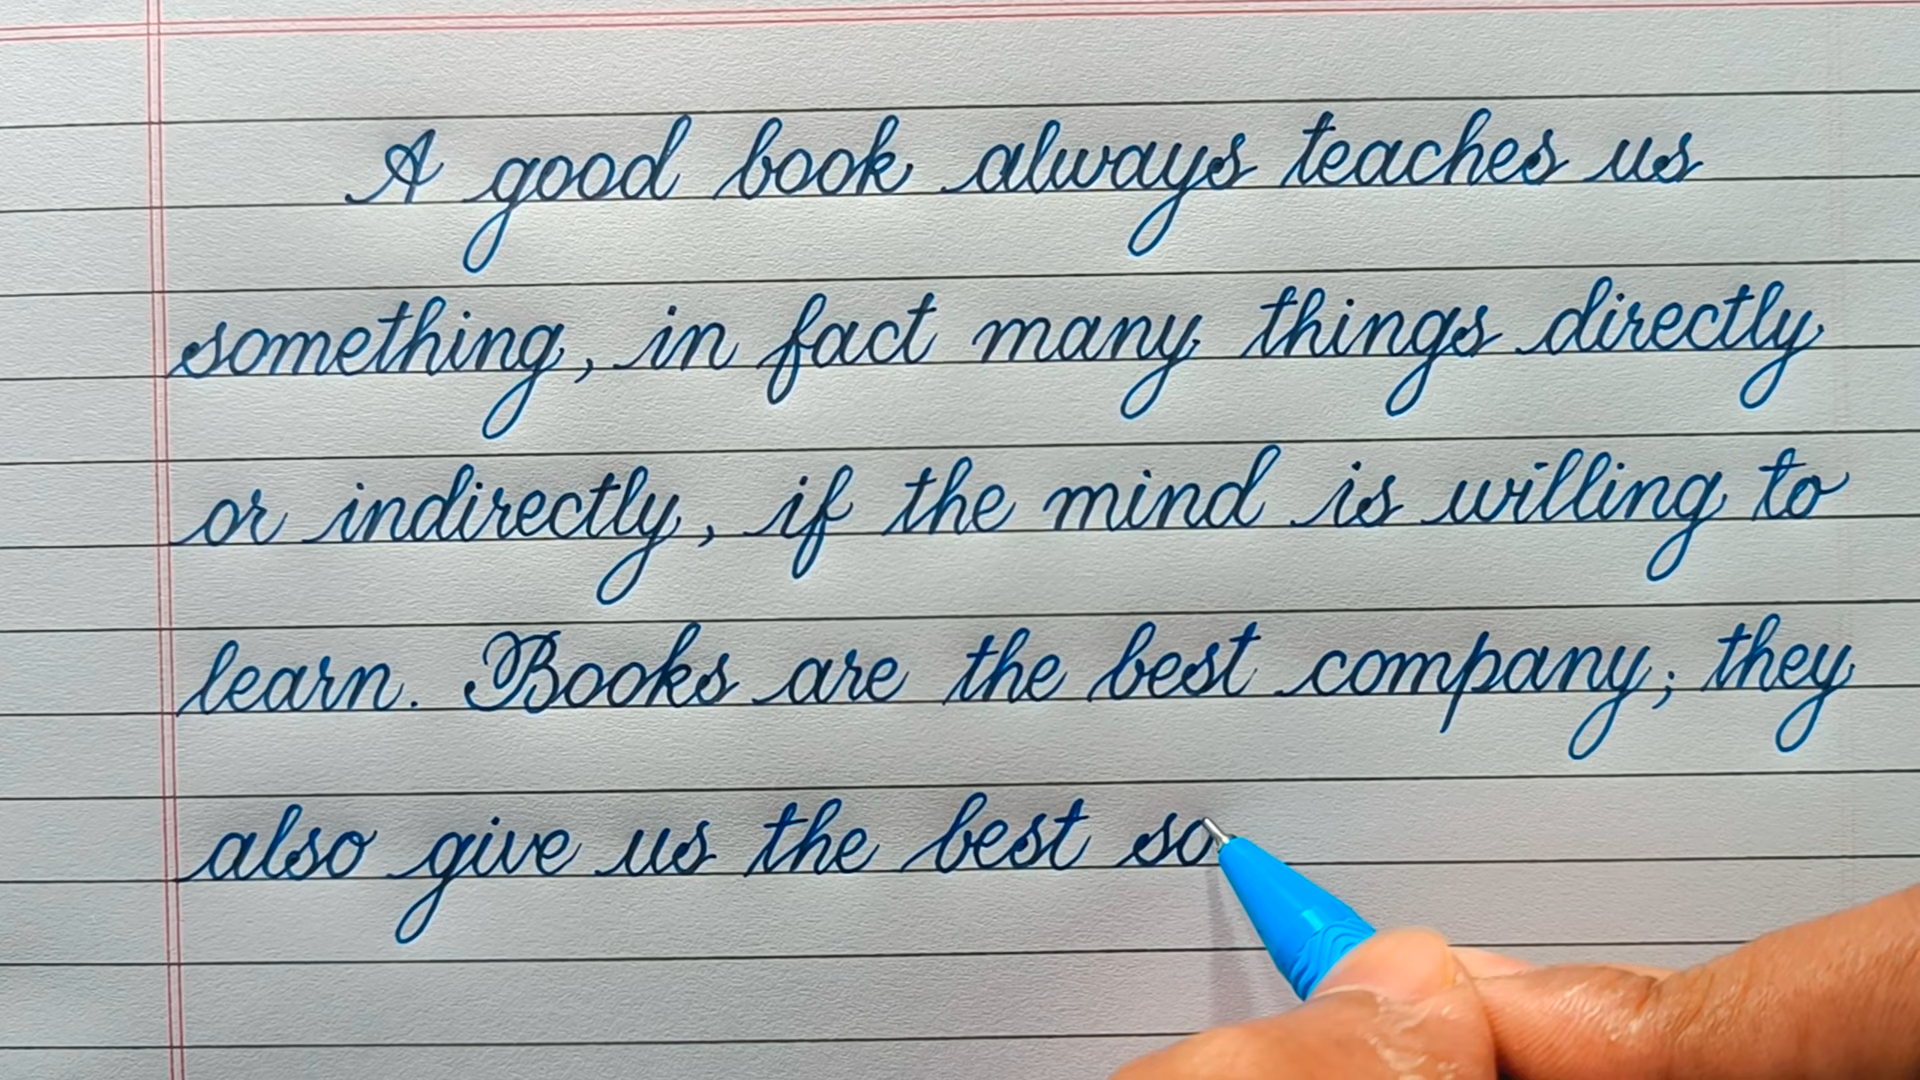 A good book always teaches us
something, in fact many things directly
or indirectly, if the mind is willing to
learn. Books are the best company; they
also give us the best so